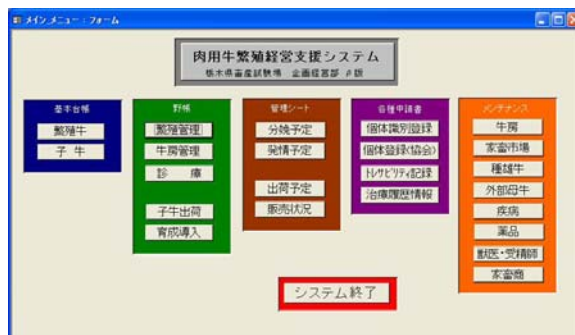 メイン_メニュー : フォーム
肉用牛繁殖経営支援システム
栃木県畜産試験場 企画経営部 β版
基本台帳
繁殖牛
子 牛
野帳
繁殖管理
牛房管理
診 療
子牛出荷
育成導入
管理シート
分娩予定
発情予定
出荷予定
販売状況
各種申請書
個体識別登録
個体登録(協会)
トレサビリティ記録
治療履歴情報
メンテナンス
牛房
家畜市場
種雄牛
外部母牛
疾病
薬品
獣医・受精師
家畜商
システム終了